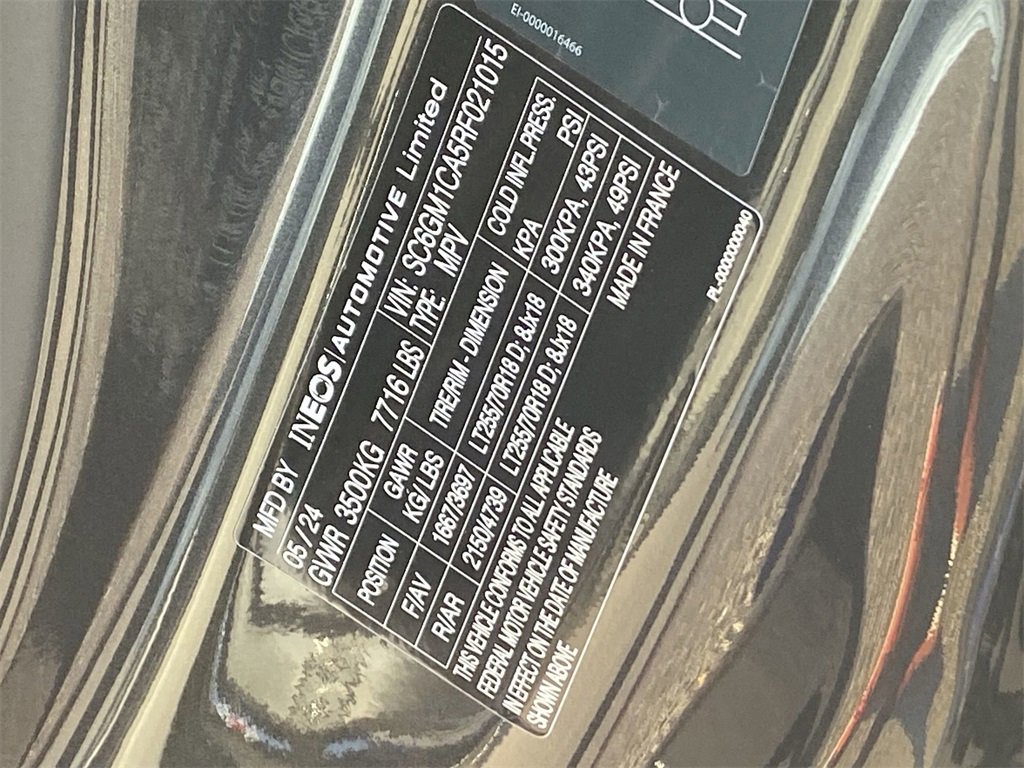 EI-0000016466
MFD BY INEOS/AUTOMOTIVE Limited
05/24
GVWR 3500KG 7716 LBS VIN: SC6GM1CA5RF021015
TYPE: MPV
POSITION GAWR KG/LBS TIRE/RIM - DIMENSION COLD INFL.PRESS. KPA PSI
F/AV 1667/3697 LT255/70R18 D; 8Jx18 300KPA, 43PSI
R/AR 2150/4739 LT255/70R18 D; 8Jx18 340KPA, 49PSI
THIS VEHICLE CONFORMS TO ALL APPLICABLE MADE IN FRANCE
FEDERAL MOTOR VEHICLE SAFETY STANDARDS
IN EFFECT ON THE DATE OF MANUFACTURE
SHOWN ABOVE
PL-0000000040